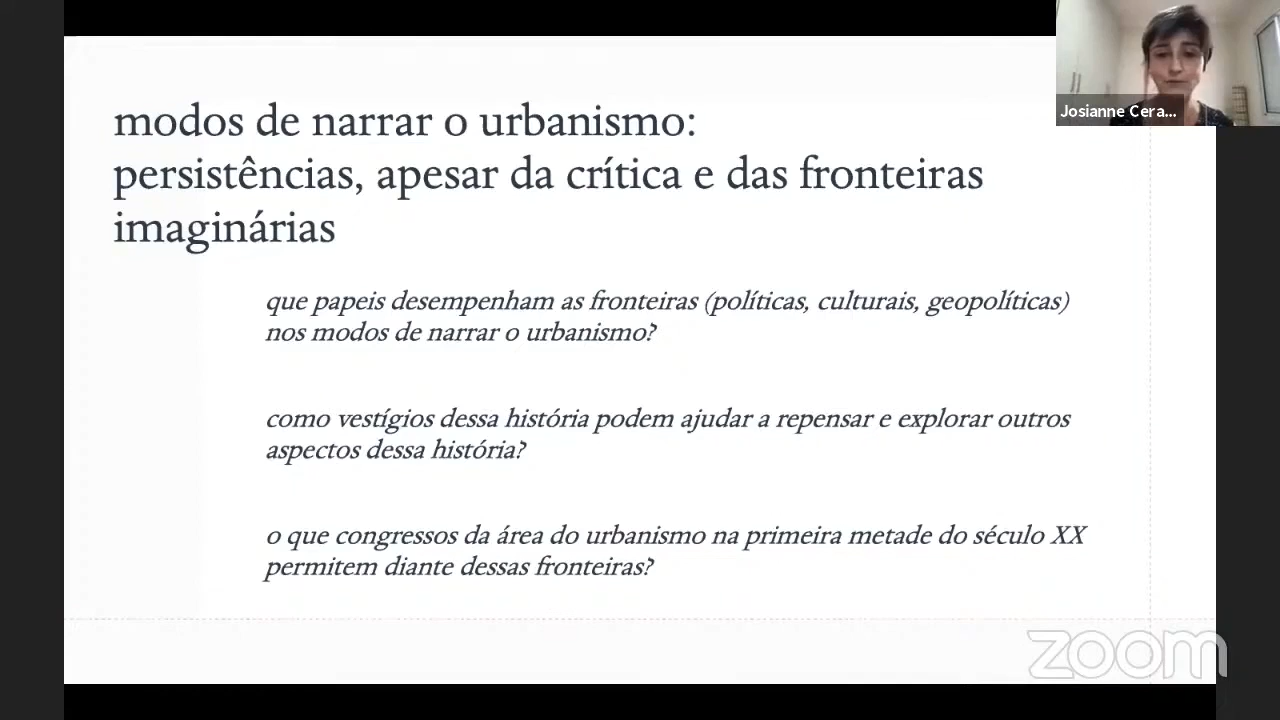 modos de narrar o urbanismo:
persistências, apesar da crítica e das fronteiras
imaginárias
que papeis desempenham as fronteiras (políticas, culturais, geopolíticas)
nos modos de narrar o urbanismo?
como vestígios dessa história podem ajudar a repensar e explorar outros
aspectos dessa história?
o que congressos da área do urbanismo na primeira metade do século XX
permitem diante dessas fronteiras?
Josianne Cera...
zoom